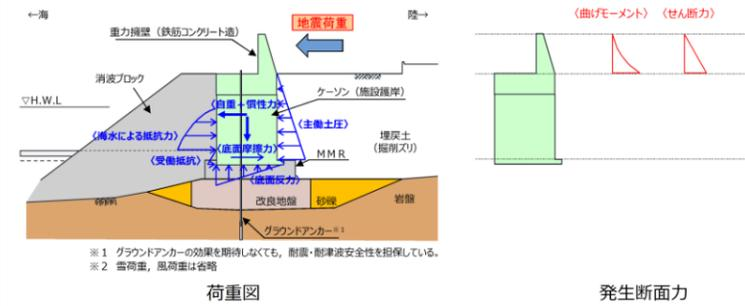 ←海
陸→
地震荷重
重力擁壁（鉄筋コンクリート造）
消波ブロック
▽H.W.L
〈自重+慣性力〉
ケーソン（施設護岸）
〈海水による抵抗力〉
〈主働土圧〉
〈底面摩擦力〉
〈受働抵抗〉
MMR
埋戻土
（掘削ズリ）
〈底面反力〉
改良地盤
砂礫
岩盤
グラウンドアンカー※1
※1 グラウンドアンカーの効果を期待しなくても，耐震・耐津波安全性を担保している。
※2 雪荷重，風荷重は省略
荷重図
〈曲げモーメント〉
〈せん断力〉
発生断面力